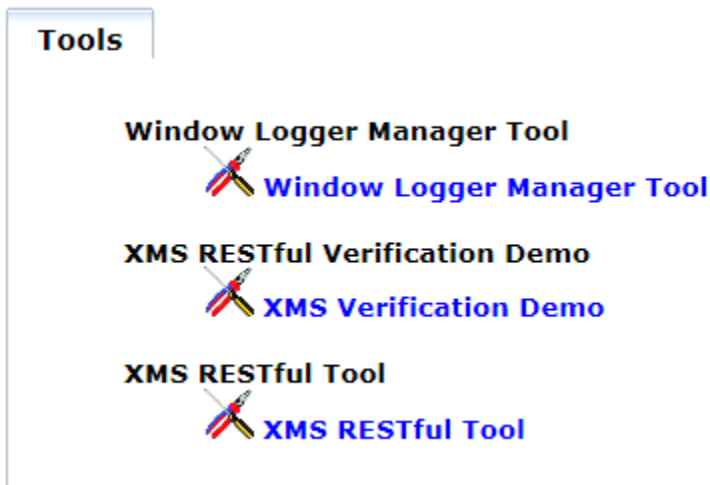 Tools
Window Logger Manager Tool
Window Logger Manager Tool
XMS RESTful Verification Demo
XMS Verification Demo
XMS RESTful Tool
XMS RESTful Tool